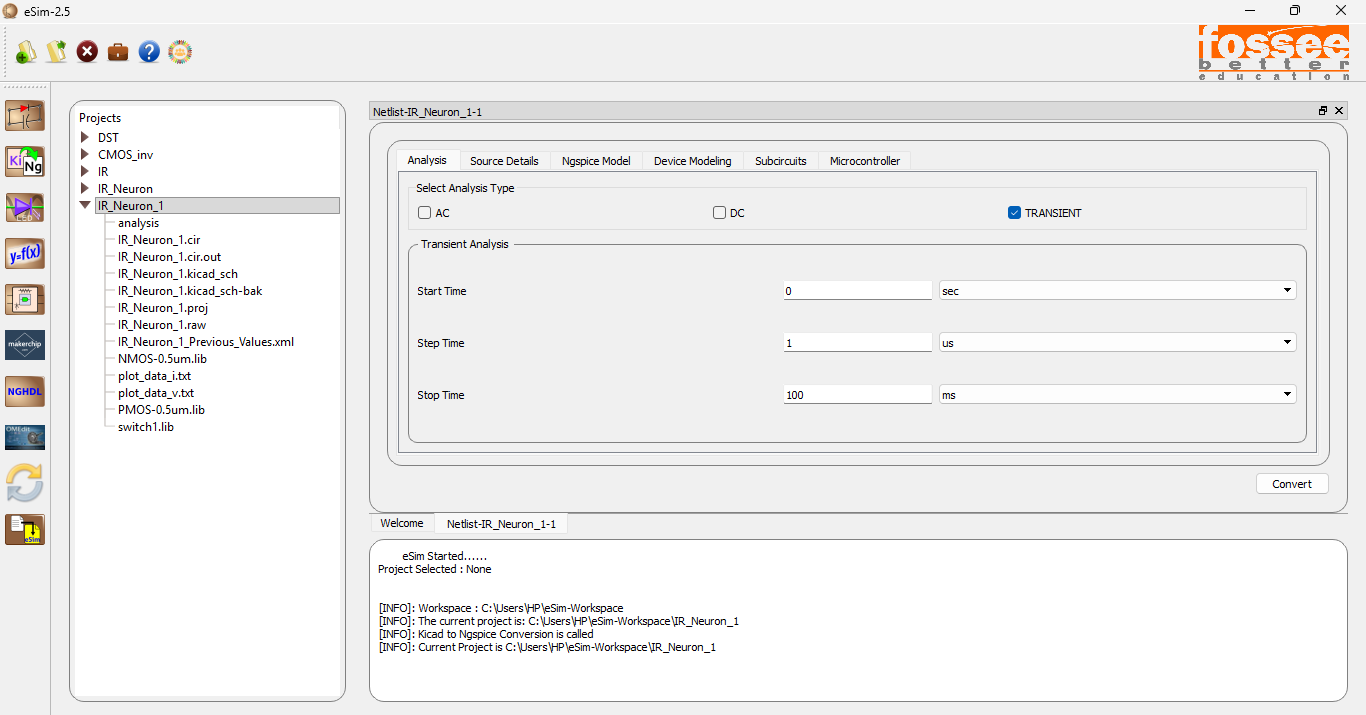 eSim-2.5
fossee
better
education
Ki
Ng
y=f(x)
makerchip
NGHDL
OMEdit
eSim
Projects
DST
CMOS_inv
IR
IR_Neuron
IR_Neuron_1
analysis
IR_Neuron_1.cir
IR_Neuron_1.cir.out
IR_Neuron_1.kicad_sch
IR_Neuron_1.kicad_sch-bak
IR_Neuron_1.proj
IR_Neuron_1.raw
IR_Neuron_1_Previous_Values.xml
NMOS-0.5um.lib
plot_data_i.txt
plot_data_v.txt
PMOS-0.5um.lib
switch1.lib
Netlist-IR_Neuron_1-1
Analysis Source Details Ngspice Model Device Modeling Subcircuits Microcontroller
Select Analysis Type
AC DC TRANSIENT
Transient Analysis
Start Time 0 sec
Step Time 1 us
Stop Time 100 ms
Convert
Welcome Netlist-IR_Neuron_1-1
eSim Started......
Project Selected : None
[INFO]: Workspace : C:\Users\HP\eSim-Workspace
[INFO]: The current project is: C:\Users\HP\eSim-Workspace\IR_Neuron_1
[INFO]: Kicad to Ngspice Conversion is called
[INFO]: Current Project is C:\Users\HP\eSim-Workspace\IR_Neuron_1